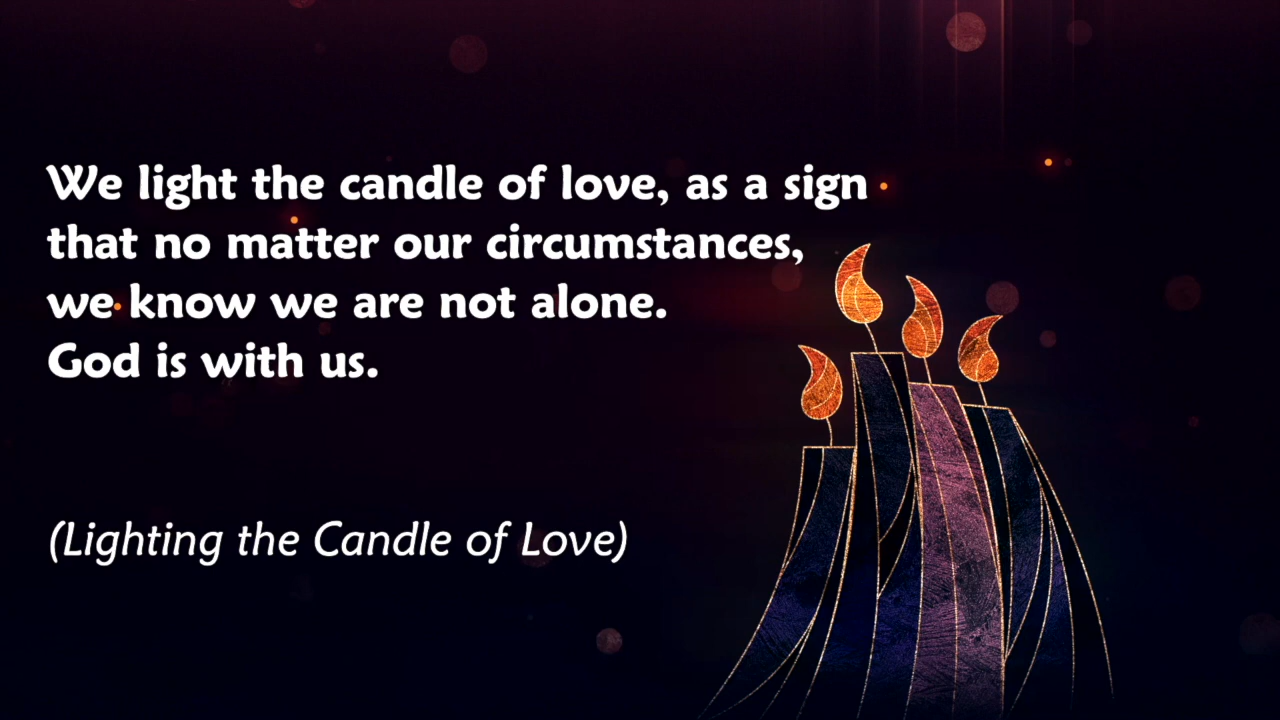 We light the candle of love, as a sign
that no matter our circumstances,
we know we are not alone.
God is with us.
(Lighting the Candle of Love)